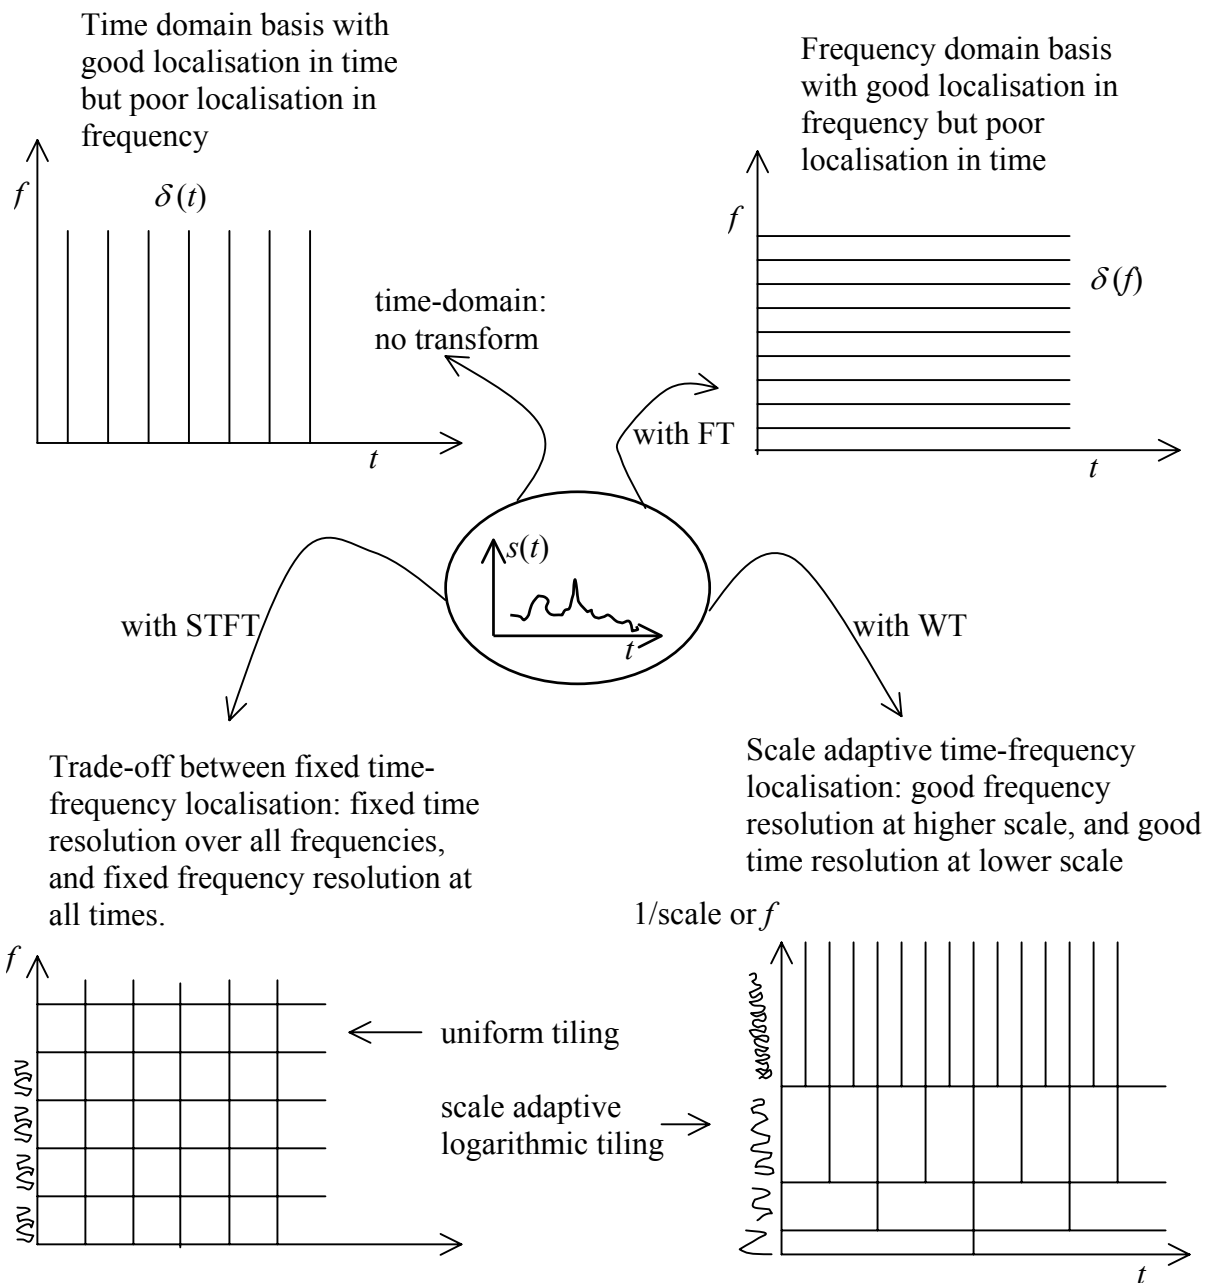 Time domain basis with
good localisation in time
but poor localisation in
frequency
f
δ(t)
t
Frequency domain basis
with good localisation in
frequency but poor
localisation in time
f
δ(f)
t
time-domain:
no transform
with FT
s(t)
t
with STFT
with WT
Trade-off between fixed time-
frequency localisation: fixed time
resolution over all frequencies,
and fixed frequency resolution at
all times.
f
Scale adaptive time-frequency
localisation: good frequency
resolution at higher scale, and good
time resolution at lower scale
1/scale or f
uniform tiling
scale adaptive
logarithmic tiling
t